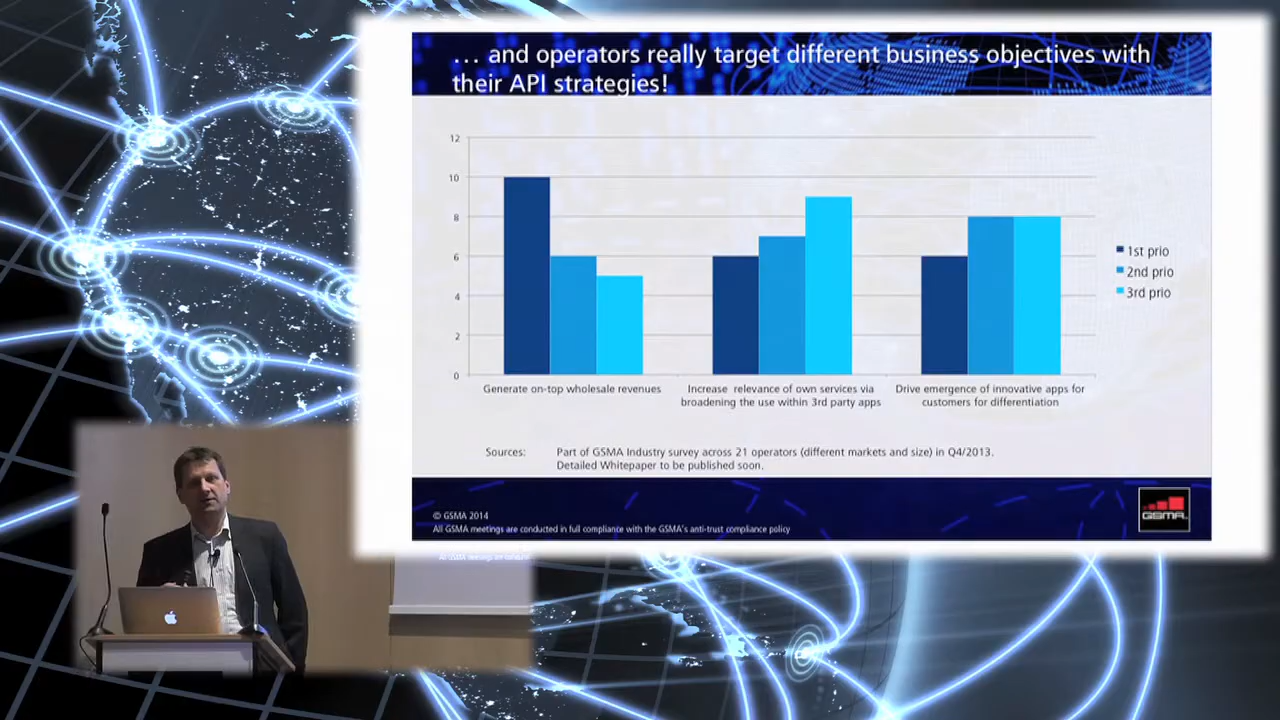 … and operators really target different business objectives with
their API strategies!
12
10
8
6
4
2
0
1st prio
2nd prio
3rd prio
Generate on-top wholesale revenues
Increase relevance of own services via
broadening the use within 3rd party apps
Drive emergence of innovative apps for
customers for differentiation
Sources: Part of GSMA Industry survey across 21 operators (different markets and size) in Q4/2013.
Detailed Whitepaper to be published soon.
© GSMA 2014
All GSMA meetings are conducted in full compliance with the GSMA's anti-trust compliance policy
GSMA
All GSMA meetings are